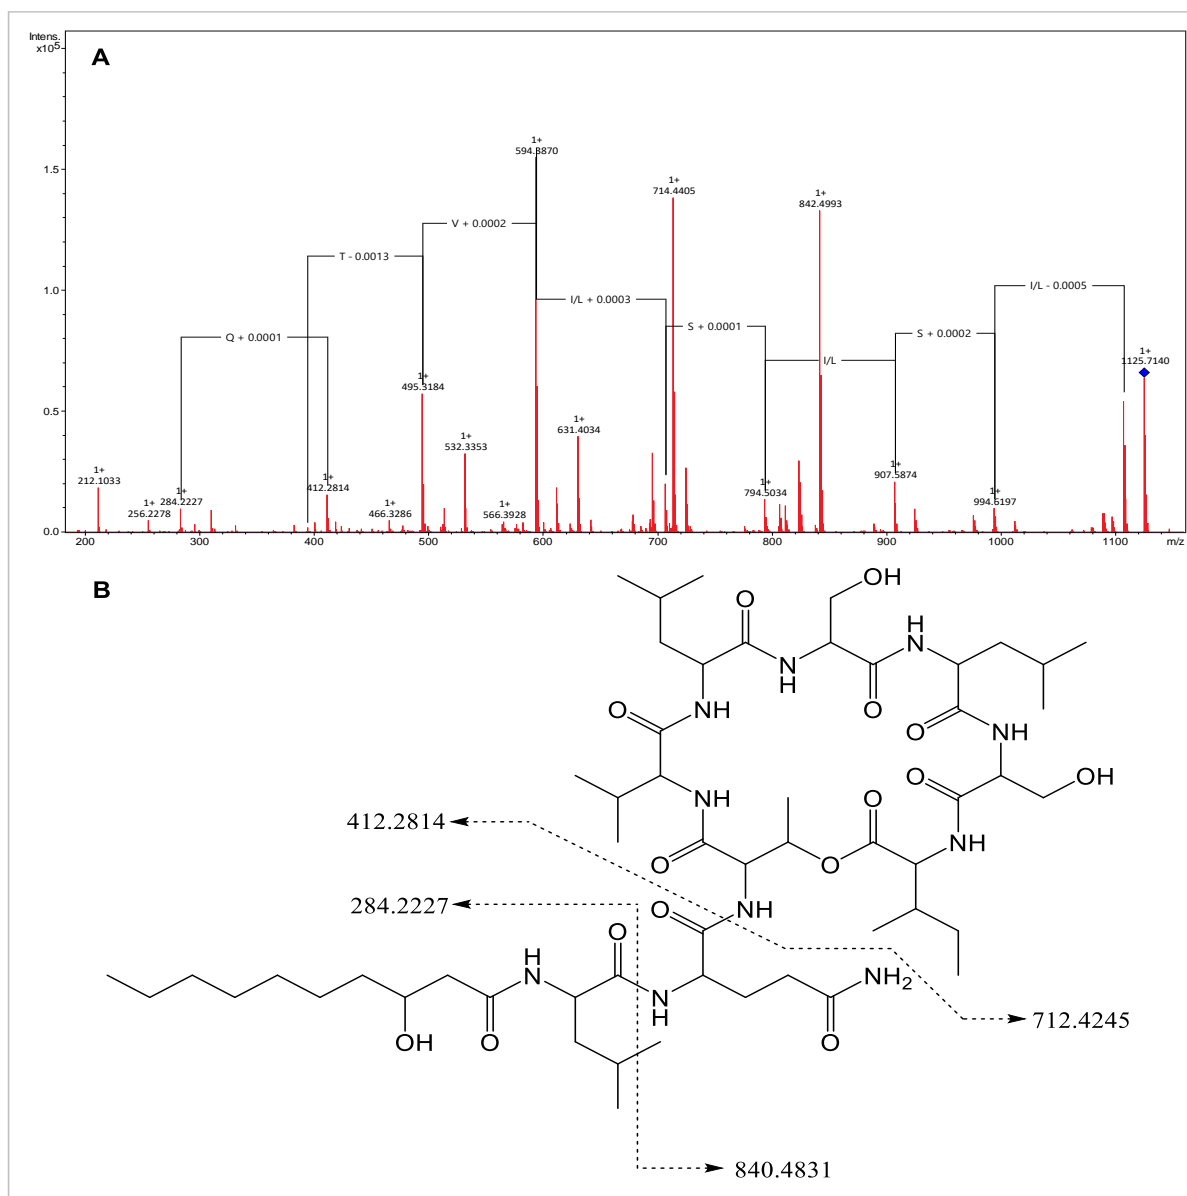 Intens.
x10⁵
A
1.5
1.0
0.5
0.0
200
300
400
500
600
700
800
900
1000
1100
m/z
1+
212.1033
1+
256.2278
1+
284.2227
1+
412.2814
1+
466.3286
1+
495.3184
1+
532.3353
1+
566.3928
1+
594.3870
1+
631.4034
1+
714.4405
1+
794.5034
1+
842.4993
1+
907.5874
1+
994.6197
1+
1125.7140
Q + 0.0001
T - 0.0013
V + 0.0002
I/L + 0.0003
S + 0.0001
I/L
S + 0.0002
I/L - 0.0005
B
OH
O
H
N
N
H
O
O
NH
O
NH
O
OH
NH
O
O
O
NH
O
NH
412.2814
284.2227
O
O
H
N
N
H
NH₂
712.4245
OH
O
O
840.4831